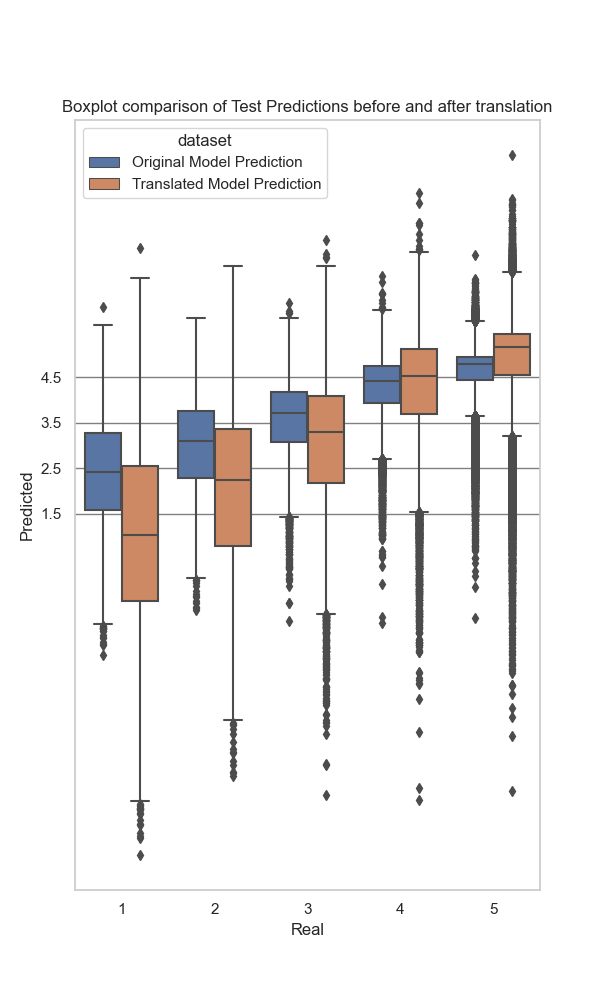 Boxplot comparison of Test Predictions before and after translation
dataset
Original Model Prediction
Translated Model Prediction
4.5
3.5
2.5
1.5
Predicted
1 2 3 4 5
Real